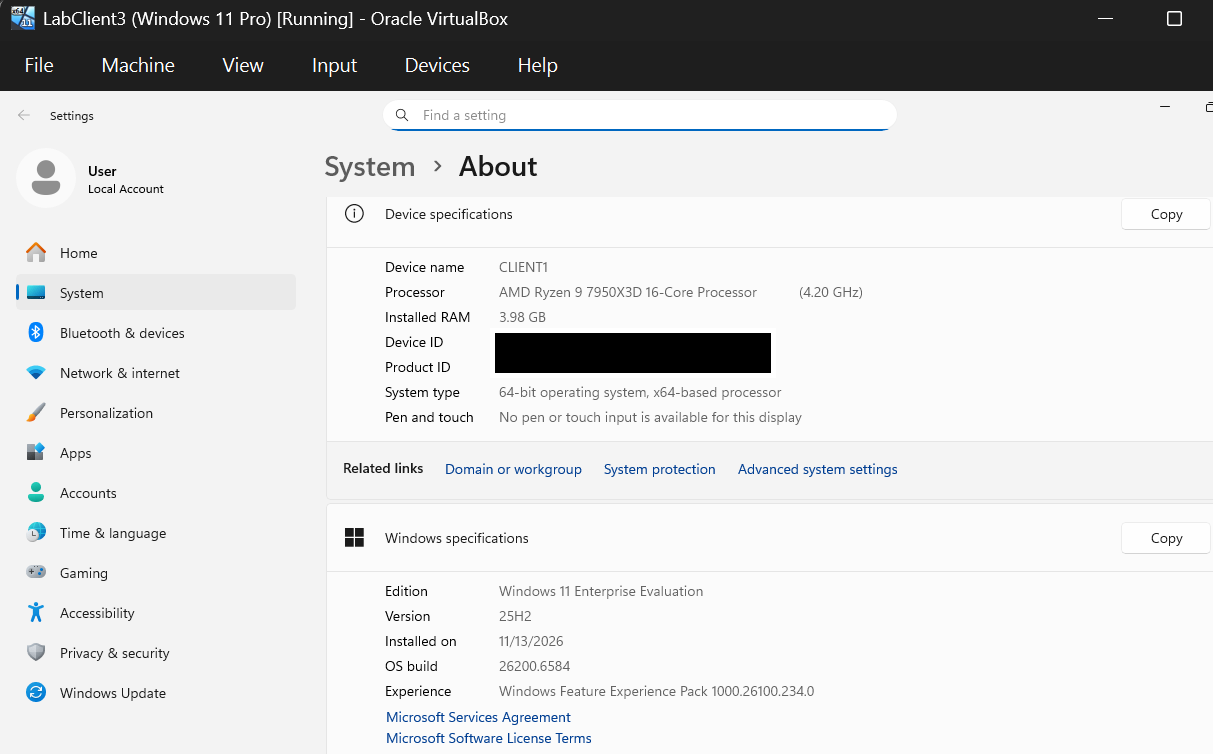 LabClient3 (Windows 11 Pro) [Running] - Oracle VirtualBox
File Machine View Input Devices Help
Settings
Find a setting
User
Local Account
Home
System
Bluetooth & devices
Network & internet
Personalization
Apps
Accounts
Time & language
Gaming
Accessibility
Privacy & security
Windows Update
System > About
Device specifications Copy
Device name CLIENT1
Processor AMD Ryzen 9 7950X3D 16-Core Processor (4.20 GHz)
Installed RAM 3.98 GB
Device ID
Product ID
System type 64-bit operating system, x64-based processor
Pen and touch No pen or touch input is available for this display
Related links Domain or workgroup System protection Advanced system settings
Windows specifications Copy
Edition Windows 11 Enterprise Evaluation
Version 25H2
Installed on 11/13/2026
OS build 26200.6584
Experience Windows Feature Experience Pack 1000.26100.234.0
Microsoft Services Agreement
Microsoft Software License Terms